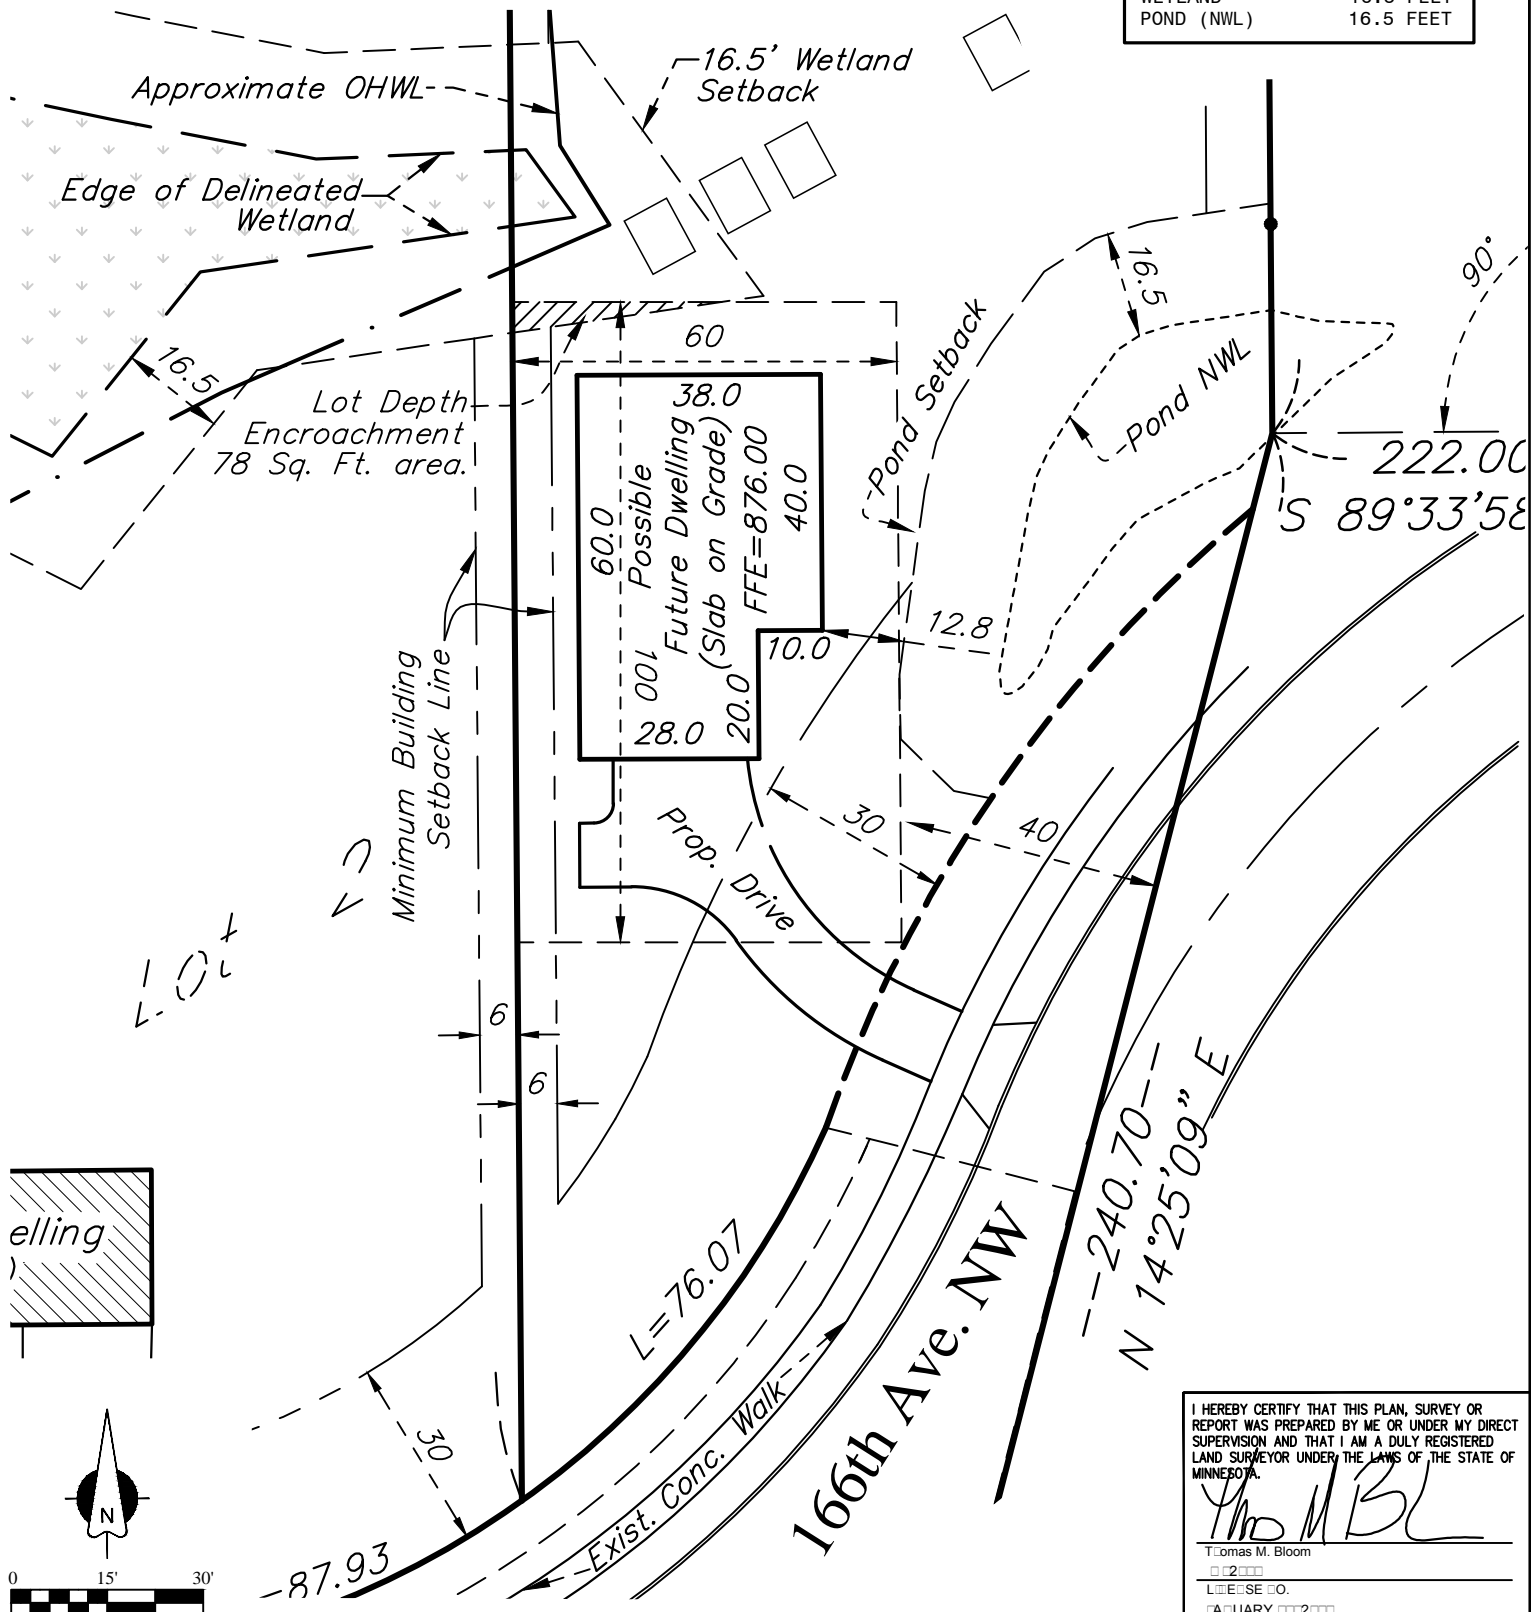 POND (NWL) 16.5 FEET
16.5' Wetland
Setback
Approximate OHWL
Edge of Delineated
Wetland
16.5
90°
16.5
60
Pond Setback
Pond NWL
Lot Depth
Encroachment
78 Sq. Ft. area.
38.0
60.0
Possible
Future Dwelling
(Slab on Grade)
FFE=876.00
40.0
100
28.0
20.0
10.0
12.8
222.00
S 89°33'58
Minimum Building
Setback Line
30
40
Prop. Drive
Lot
6
6
elling
)
L=76.07
240.70
N 14°25'09" E
166th Ave. NW
Exist. Conc. Walk
30
87.93
N
0 15' 30'
I HEREBY CERTIFY THAT THIS PLAN, SURVEY OR
REPORT WAS PREPARED BY ME OR UNDER MY DIRECT
SUPERVISION AND THAT I AM A DULY REGISTERED
LAND SURVEYOR UNDER THE LAWS OF THE STATE OF
MINNESOTA.
M. Bloom